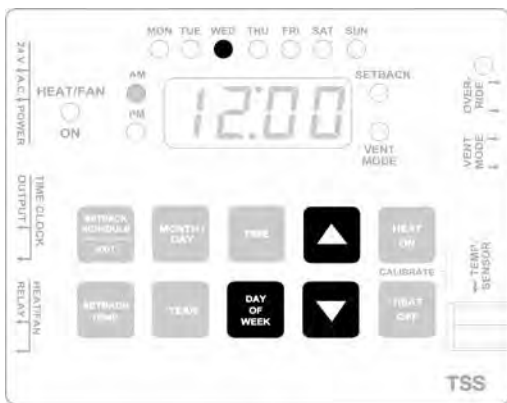 MON TUE WED THU FRI SAT SUN
24 V. A.C. POWER
HEAT/FAN
ON
AM
PM
12:00
SETBACK
VENT
MODE
OVER-
RIDE
VENT
MODE
TIME CLOCK
OUTPUT
SETBACK
SCHEDULE
EXIT
MONTH /
DAY
TIME
HEAT
ON
CALIBRATE
TEMP.
SENSOR
HEAT/FAN
RELAY
SETBACK
TEMP
YEAR
DAY
OF
WEEK
HEAT
OFF
TSS